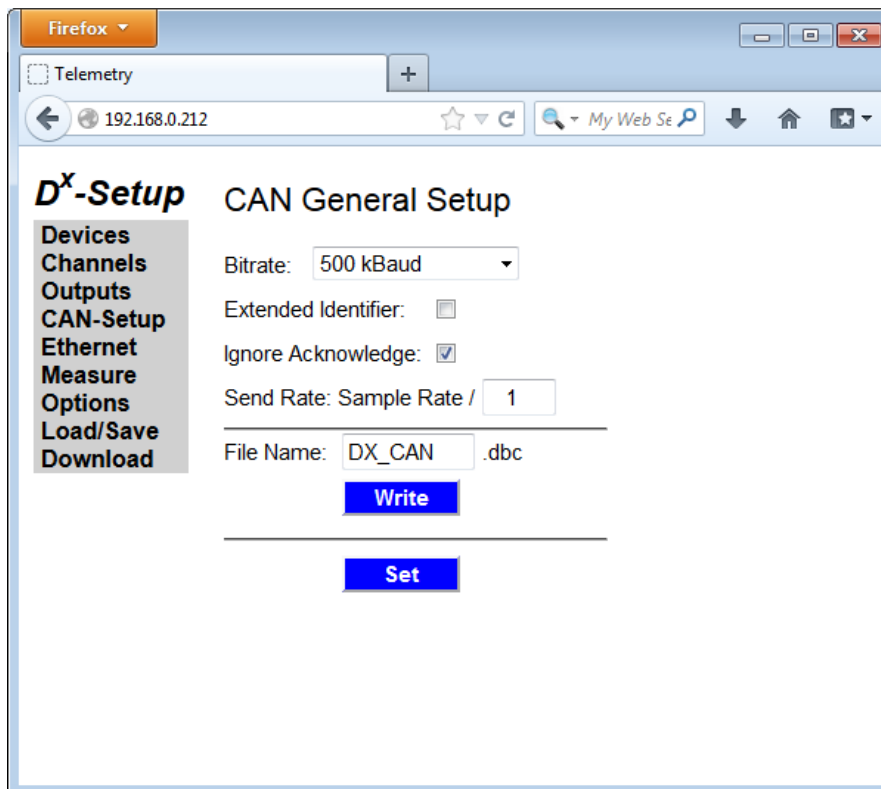 Firefox
Telemetry
192.168.0.212
My Web Se
Dx-Setup
Devices
Channels
Outputs
CAN-Setup
Ethernet
Measure
Options
Load/Save
Download
CAN General Setup
Bitrate: 500 kBaud
Extended Identifier:
Ignore Acknowledge:
Send Rate: Sample Rate / 1
File Name: DX_CAN .dbc
Write
Set